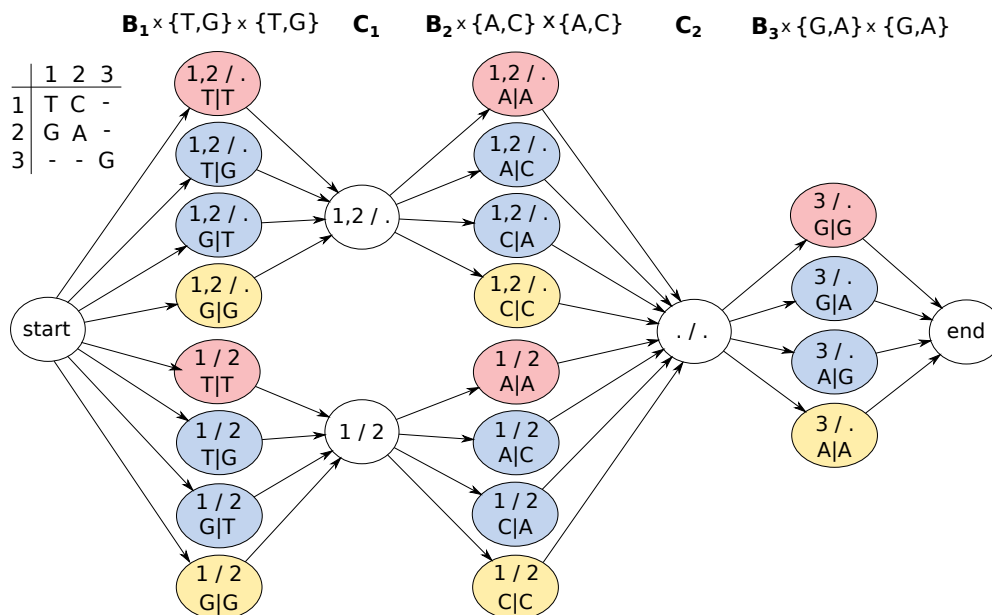 B₁ × {T,G} × {T,G} C₁ B₂ × {A,C} × {A,C} C₂ B₃ × {G,A} × {G,A}
1 2 3
1 T C -
2 G A -
3 - - G
start
1,2 / .
T|T
1,2 / .
T|G
1,2 / .
G|T
1,2 / .
G|G
1 / 2
T|T
1 / 2
T|G
1 / 2
G|T
1 / 2
G|G
1,2 / .
1 / 2
1,2 / .
A|A
1,2 / .
A|C
1,2 / .
C|A
1,2 / .
C|C
1 / 2
A|A
1 / 2
A|C
1 / 2
C|A
1 / 2
C|C
. / .
3 / .
G|G
3 / .
G|A
3 / .
A|G
3 / .
A|A
end